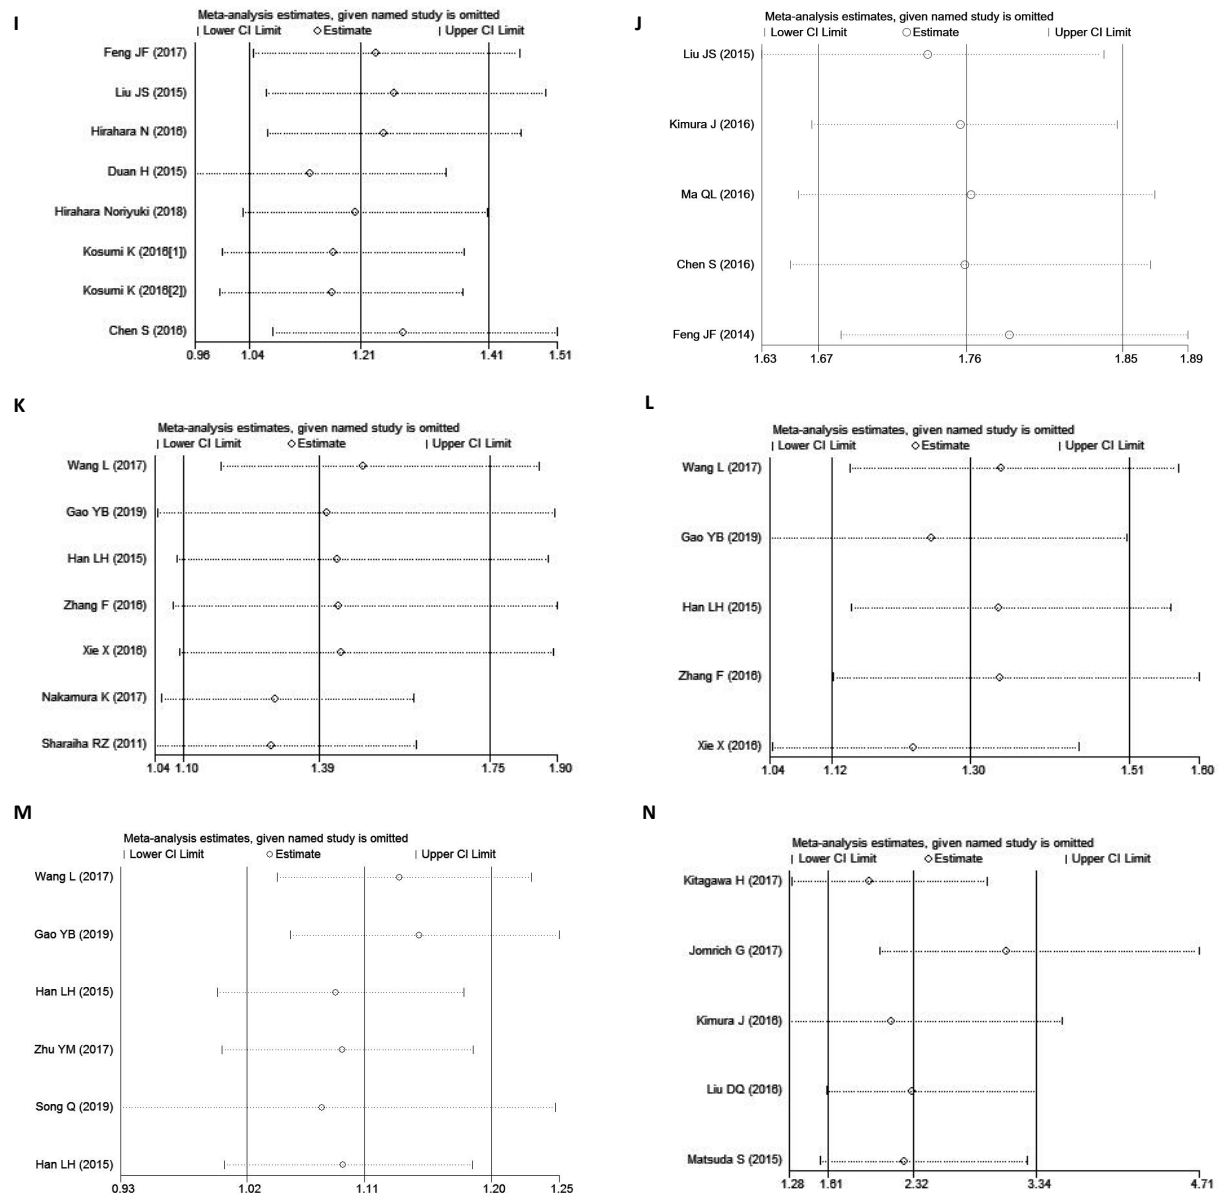 I
Meta-analysis estimates, given named study is omitted
| Lower CI Limit ◇ Estimate | Upper CI Limit
Feng JF (2017)
Liu JS (2015)
Hirahara N (2016)
Duan H (2015)
Hirahara Noriyuki (2018)
Kosumi K (2016[1])
Kosumi K (2016[2])
Chen S (2016)
0.96 1.04 1.21 1.41 1.51
J
Meta-analysis estimates, given named study is omitted
| Lower CI Limit ○ Estimate | Upper CI Limit
Liu JS (2015)
Kimura J (2016)
Ma QL (2016)
Chen S (2016)
Feng JF (2014)
1.63 1.67 1.76 1.85 1.89
K
Meta-analysis estimates, given named study is omitted
| Lower CI Limit ◇ Estimate | Upper CI Limit
Wang L (2017)
Gao YB (2019)
Han LH (2015)
Zhang F (2016)
Xie X (2016)
Nakamura K (2017)
Sharaiha RZ (2011)
1.04 1.10 1.39 1.75 1.90
L
Meta-analysis estimates, given named study is omitted
| Lower CI Limit ◇ Estimate | Upper CI Limit
Wang L (2017)
Gao YB (2019)
Han LH (2015)
Zhang F (2016)
Xie X (2016)
1.04 1.12 1.30 1.51 1.60
M
Meta-analysis estimates, given named study is omitted
| Lower CI Limit ○ Estimate | Upper CI Limit
Wang L (2017)
Gao YB (2019)
Han LH (2015)
Zhu YM (2017)
Song Q (2019)
Han LH (2015)
0.93 1.02 1.11 1.20 1.25
N
Meta-analysis estimates, given named study is omitted
| Lower CI Limit ◇ Estimate | Upper CI Limit
Kitagawa H (2017)
Jomrich G (2017)
Kimura J (2016)
Liu DQ (2016)
Matsuda S (2015)
1.28 1.61 2.32 3.34 4.71